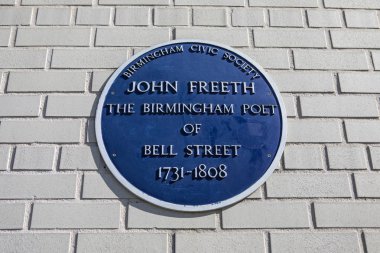 BIRMINGHAM CIVIC SOCIETY
JOHN FREETH
THE BIRMINGHAM POET
OF
BELL STREET
1731-1808